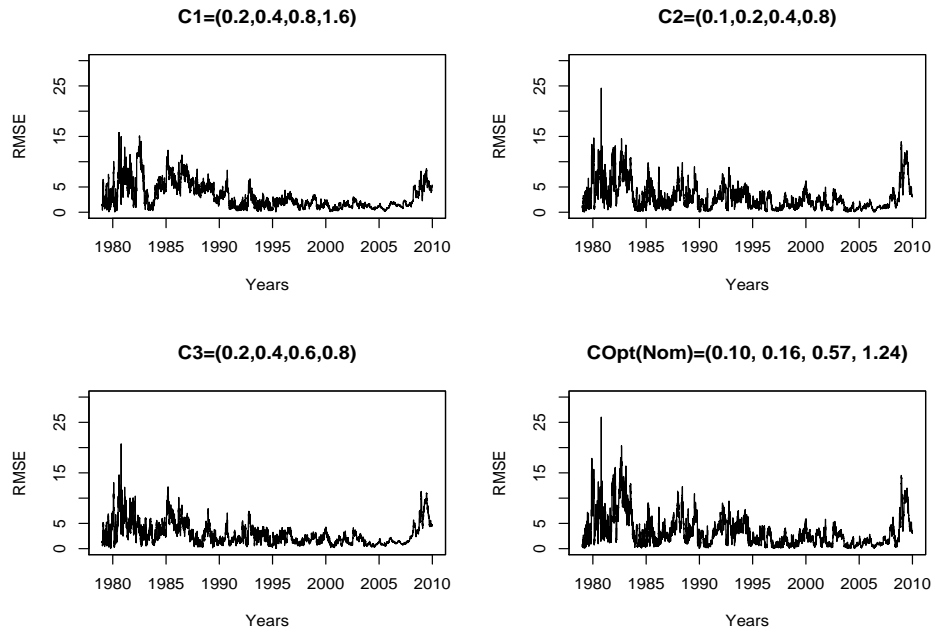 C1=(0.2,0.4,0.8,1.6)
RMSE
25
15
5
0
1980 1985 1990 1995 2000 2005 2010
Years
C2=(0.1,0.2,0.4,0.8)
RMSE
25
15
5
0
1980 1985 1990 1995 2000 2005 2010
Years
C3=(0.2,0.4,0.6,0.8)
RMSE
25
15
5
0
1980 1985 1990 1995 2000 2005 2010
Years
COpt(Nom)=(0.10, 0.16, 0.57, 1.24)
RMSE
25
15
5
0
1980 1985 1990 1995 2000 2005 2010
Years